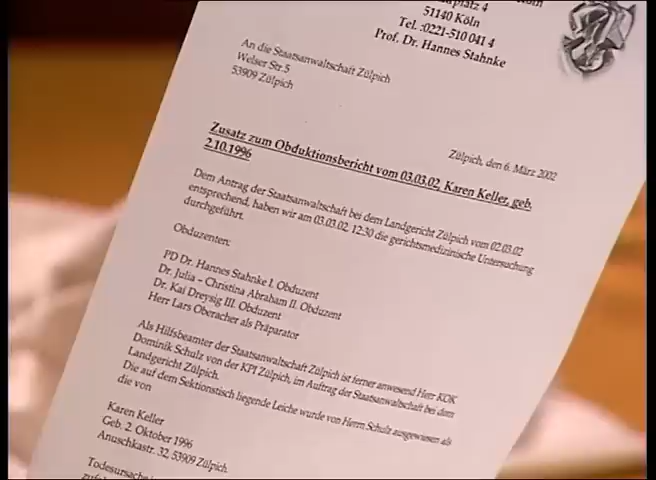 platz 4
51140 Köln
Tel. :0221-510 041 4
Prof. Dr. Hannes Stahnke
An die Staatsanwaltschaft Zülpich
Welser Str.5
53909 Zülpich
Zülpich, den 6. März 2002
Zusatz zum Obduktionsbericht vom 03.03.02, Karen Keller, geb.
2.10.1996
Dem Antrag der Staatsanwaltschaft bei dem Landgericht Zülpich vom 02.03.02
entsprechend, haben wir am 03.03.02, 12:30 die gerichtsmedizinische Untersuchung
durchgeführt.
Obduzenten:
PD Dr. Hannes Stahnke I. Obduzent
Dr. Julia – Christina Abraham II. Obduzent
Dr. Kai Dreysig III. Obduzent
Herr Lars Oberacher als Präparator
Als Hilfsbeamter der Staatsanwaltschaft Zülpich ist ferner anwesend Herr KOK
Dominik Schulz von der KPI Zülpich, im Auftrag der Staatsanwaltschaft bei dem
Landgericht Zülpich.
Die auf dem Sektionstisch liegende Leiche wurde von Herrn Schulz ausgewiesen als
die von
Karen Keller
Geb. 2. Oktober 1996
Anuschkastr. 32, 53909 Zülpich.